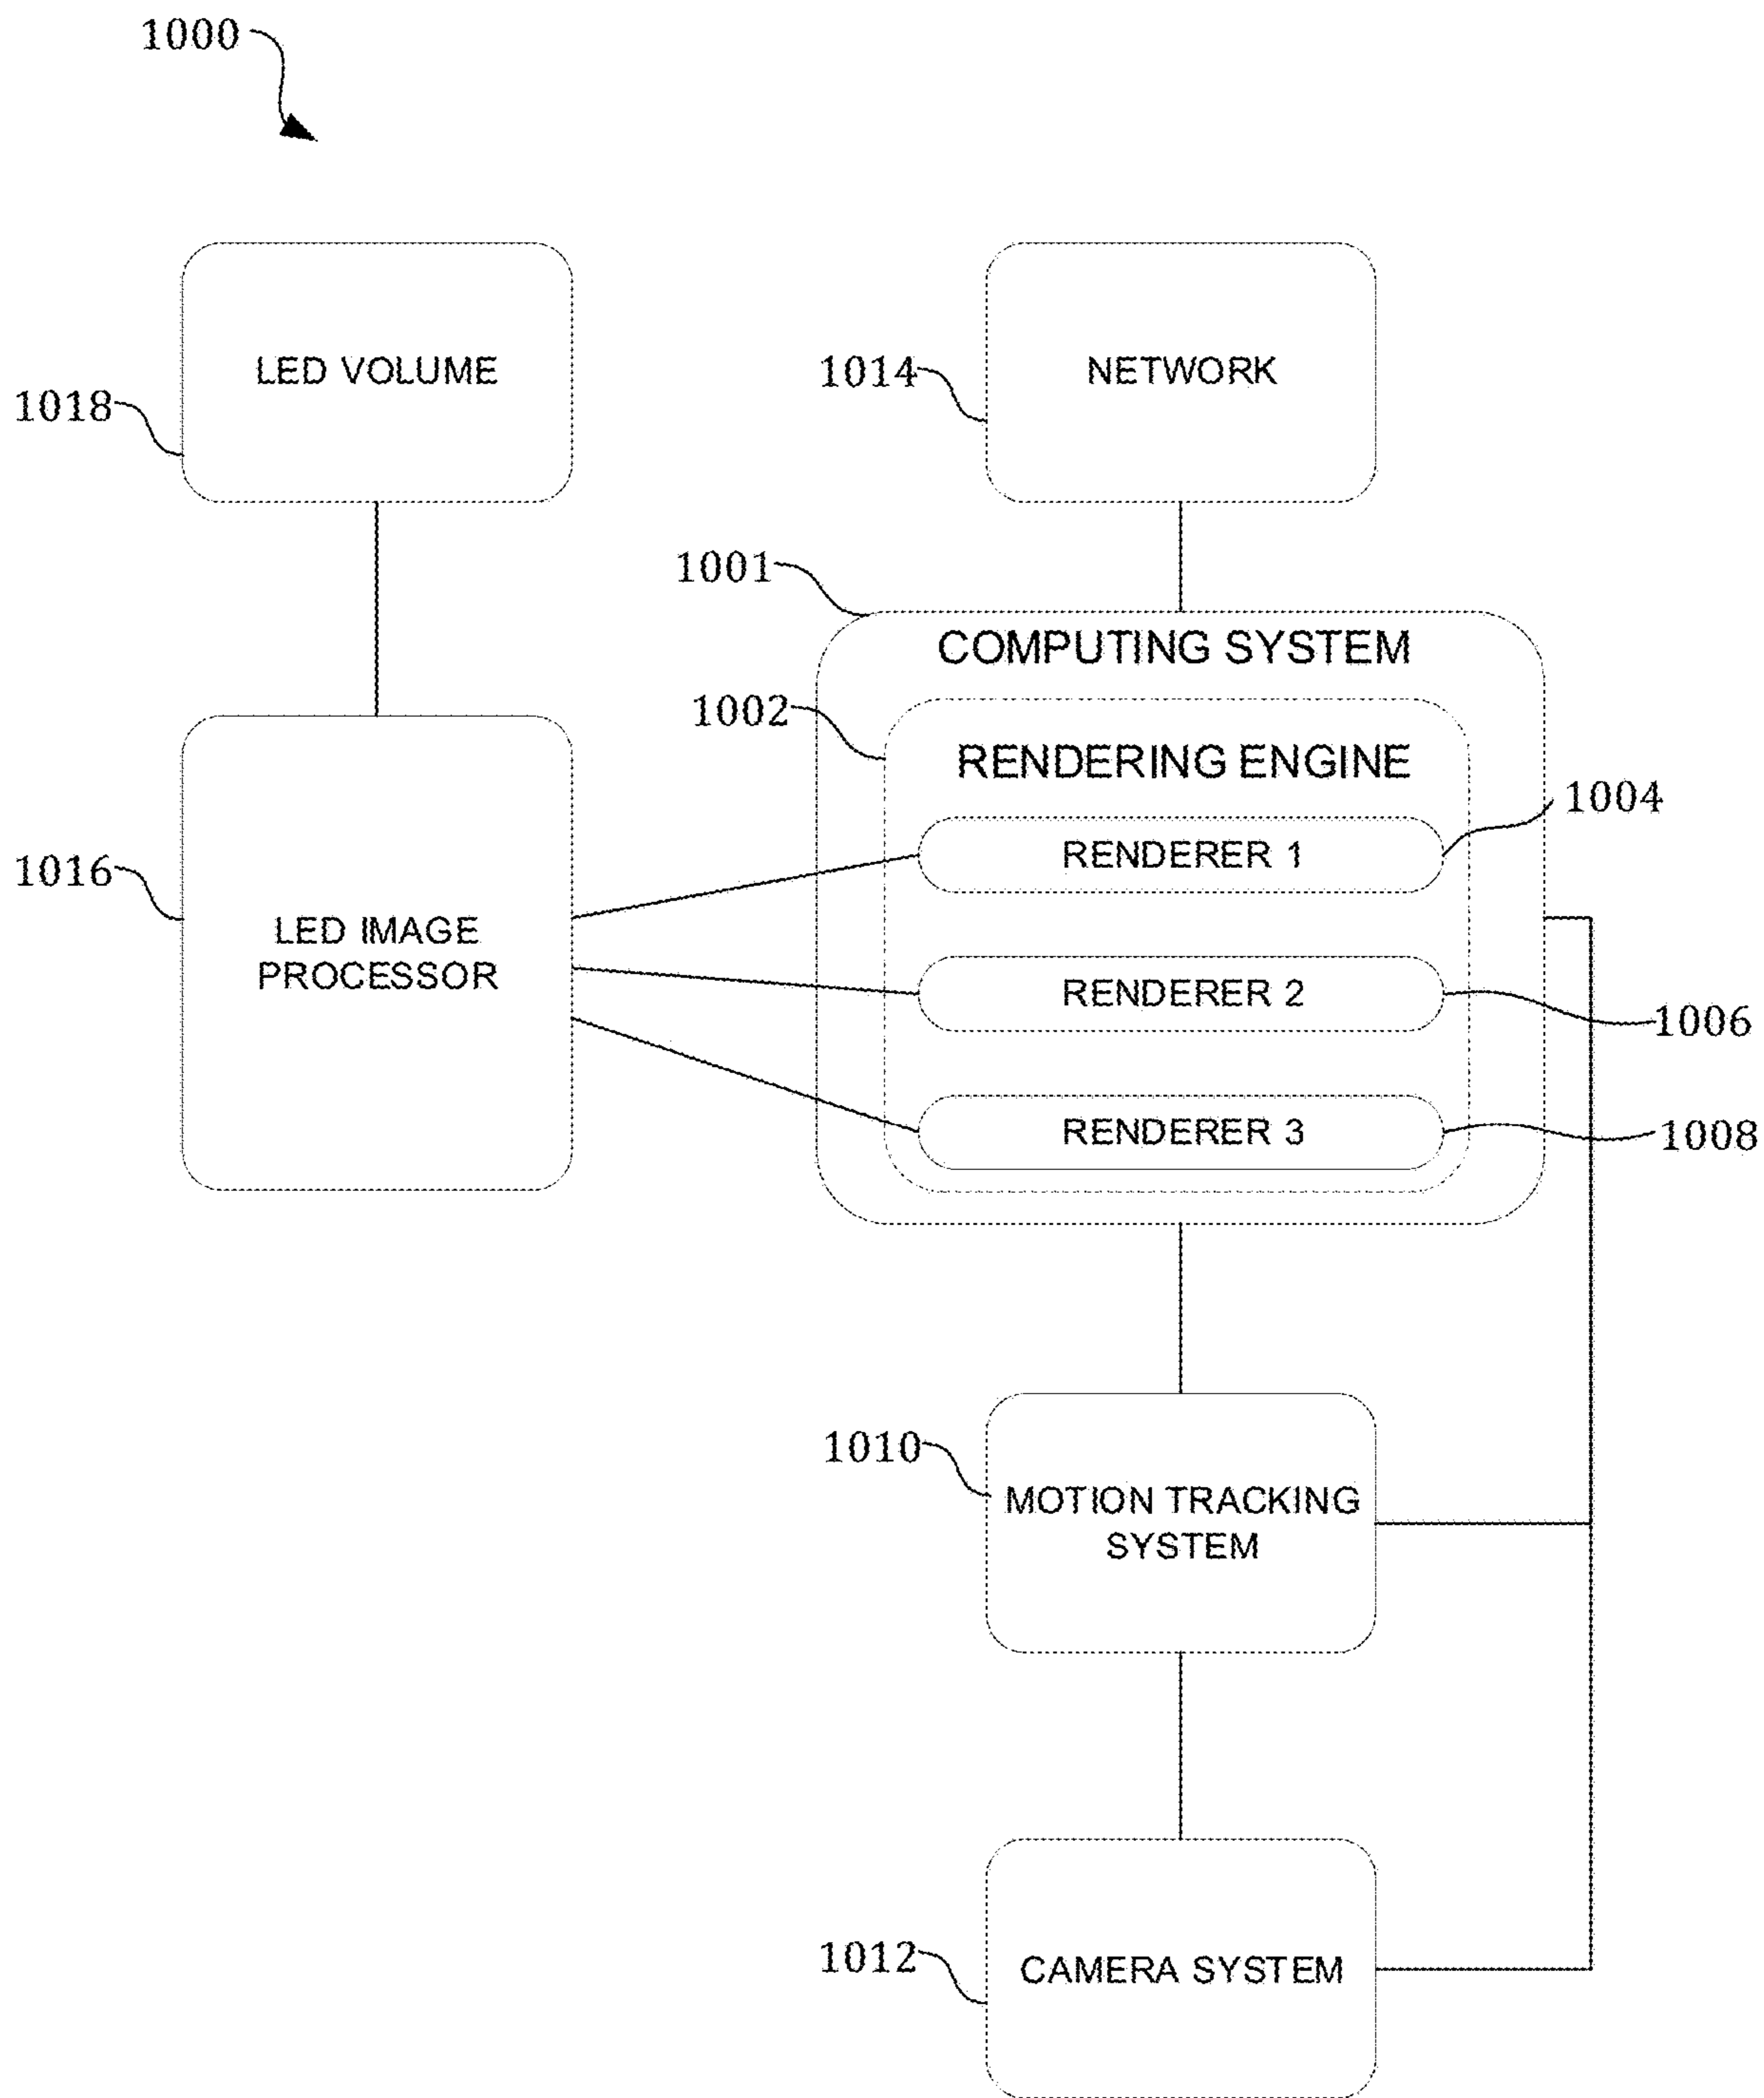 1000
LED VOLUME
1018
NETWORK
1014
1001
COMPUTING SYSTEM
1002
RENDERING ENGINE
RENDERER 1
1004
RENDERER 2
1006
RENDERER 3
1008
1016
LED IMAGE
PROCESSOR
1010
MOTION TRACKING
SYSTEM
1012
CAMERA SYSTEM